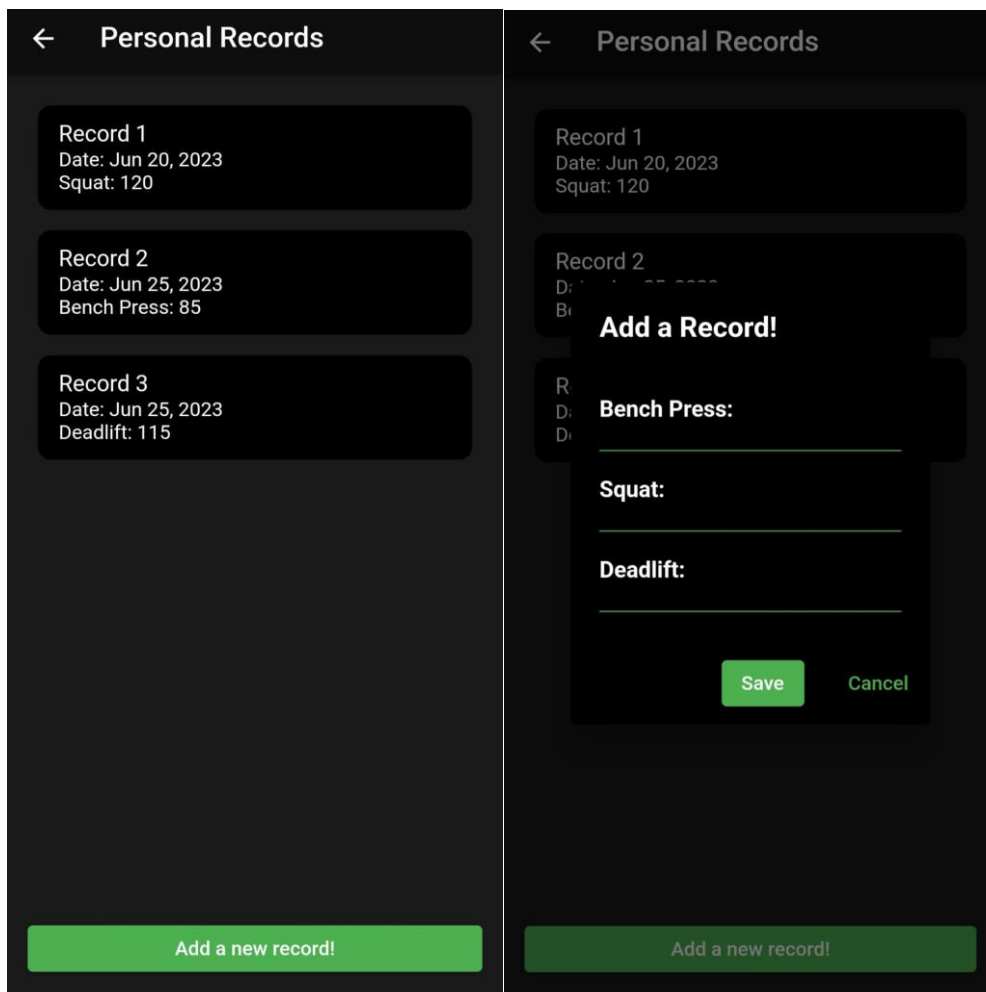 Personal Records
Record 1
Date: Jun 20, 2023
Squat: 120
Record 2
Date: Jun 25, 2023
Bench Press: 85
Record 3
Date: Jun 25, 2023
Deadlift: 115
Add a new record!
Personal Records
Record 1
Date: Jun 20, 2023
Squat: 120
Record 2
Add a Record!
Bench Press:
Squat:
Deadlift:
Save
Cancel
Add a new record!